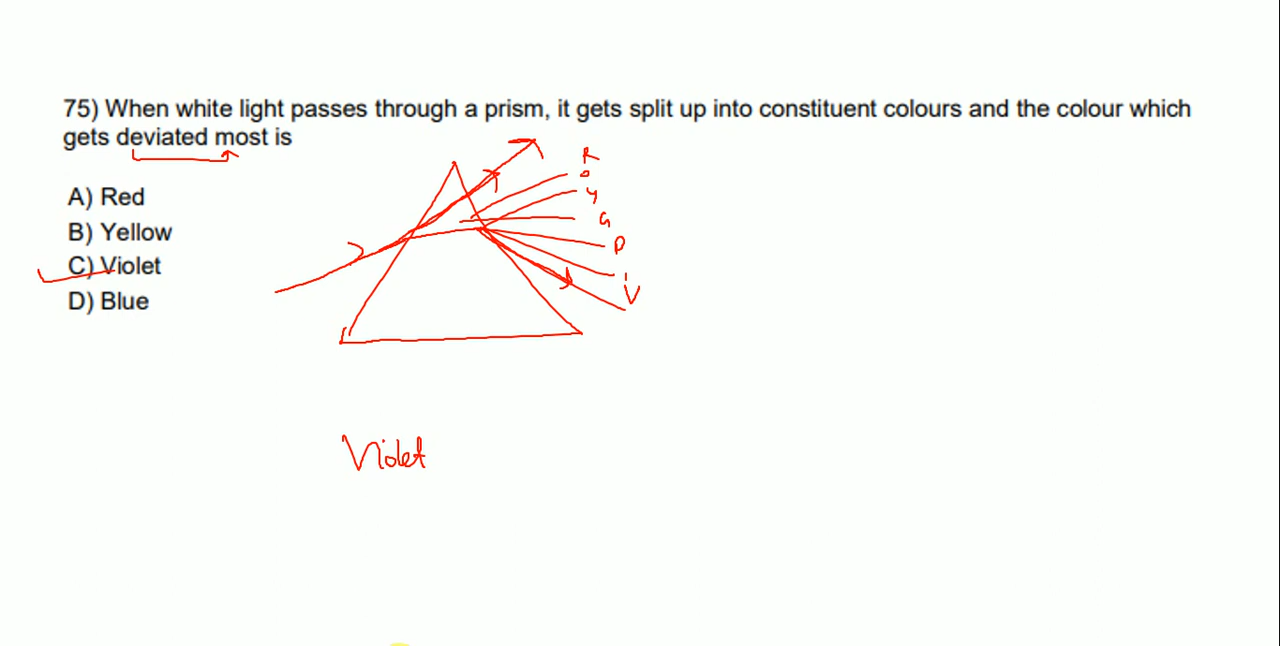 75) When white light passes through a prism, it gets split up into constituent colours and the colour which
gets deviated most is
A) Red
B) Yellow
C) Violet
D) Blue
R
o
y
G
i
V
Violet